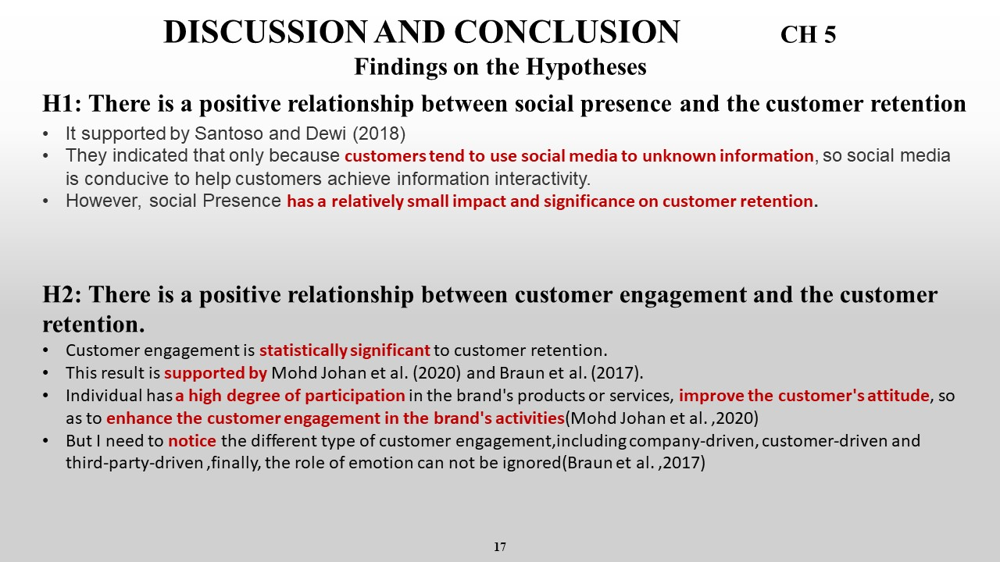 DISCUSSION AND CONCLUSION CH 5
Findings on the Hypotheses
H1: There is a positive relationship between social presence and the customer retention
• It supported by Santoso and Dewi (2018)
• They indicated that only because customers tend to use social media to unknown information, so social media
is conducive to help customers achieve information interactivity.
• However, social Presence has a relatively small impact and significance on customer retention.
H2: There is a positive relationship between customer engagement and the customer
retention.
• Customer engagement is statistically significant to customer retention.
• This result is supported by Mohd Johan et al. (2020) and Braun et al. (2017).
• Individual has a high degree of participation in the brand's products or services, improve the customer's attitude, so
as to enhance the customer engagement in the brand's activities(Mohd Johan et al. ,2020)
• But I need to notice the different type of customer engagement,including company-driven, customer-driven and
third-party-driven ,finally, the role of emotion can not be ignored(Braun et al. ,2017)
17